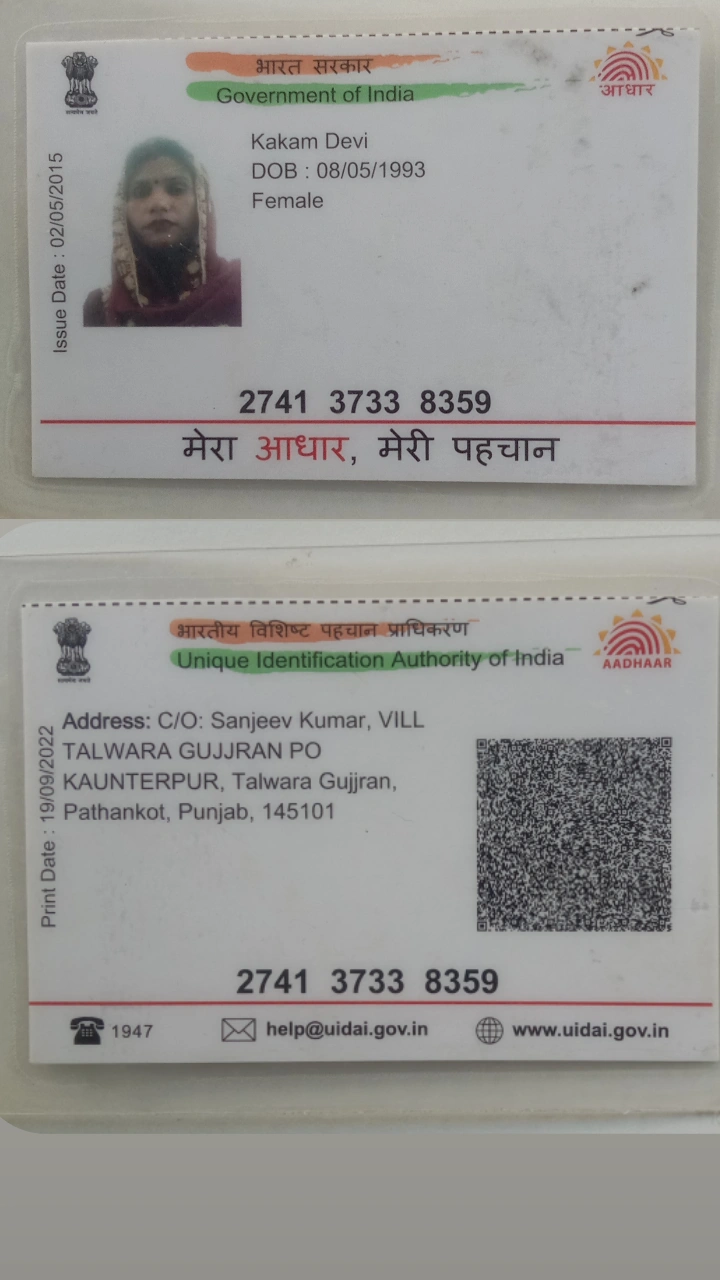 भारत सरकार
Government of India
आधार
Issue Date : 02/05/2015
Kakam Devi
DOB : 08/05/1993
Female
2741 3733 8359
मेरा आधार, मेरी पहचान
भारतीय विशिष्ट पहचान प्राधिकरण
Unique Identification Authority of India
AADHAAR
Print Date : 19/09/2022
Address: C/O: Sanjeev Kumar, VILL
TALWARA GUJJRAN PO
KAUNTERPUR, Talwara Gujjran,
Pathankot, Punjab, 145101
2741 3733 8359
1947 help@uidai.gov.in www.uidai.gov.in